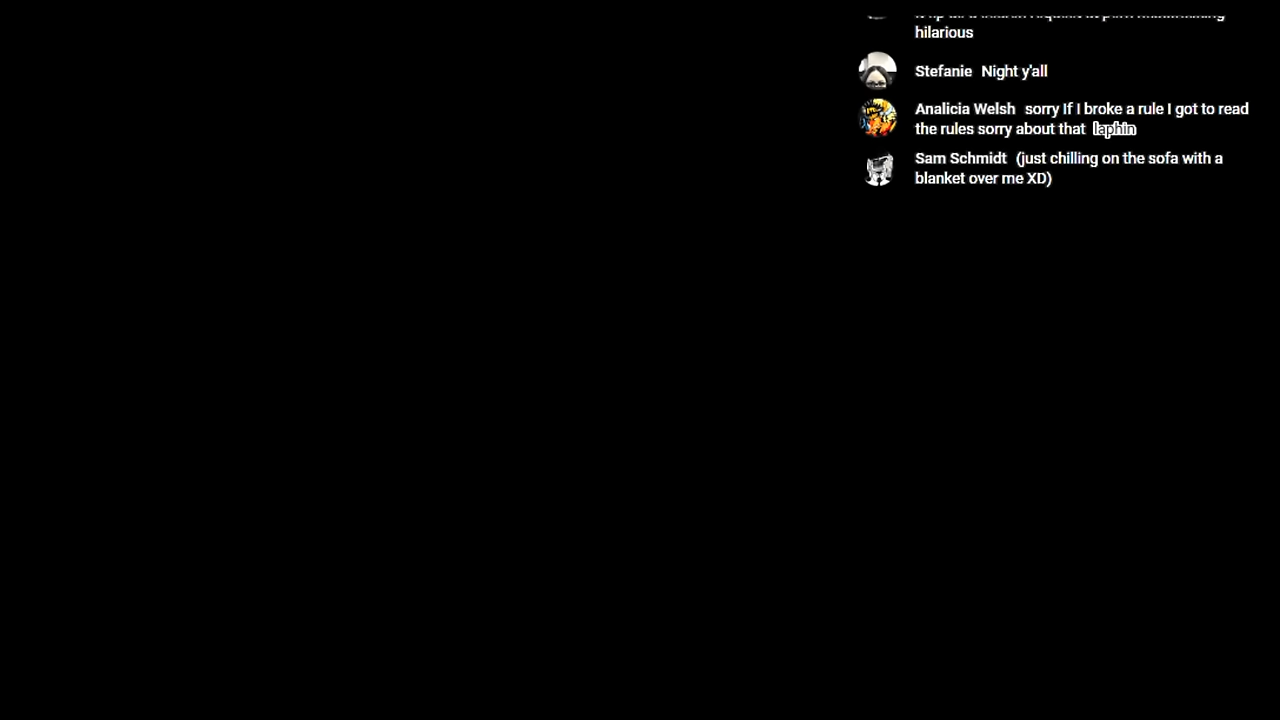 hilarious
Stefanie Night y'all
Analicia Welsh sorry If I broke a rule I got to read
the rules sorry about that laphin
Sam Schmidt (just chilling on the sofa with a
blanket over me XD)